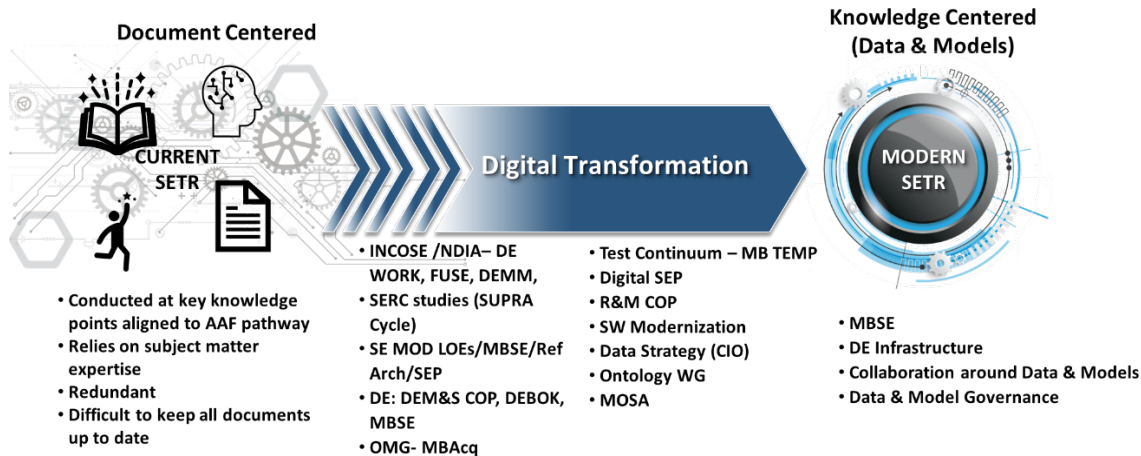 Document Centered
CURRENT
SETR
• Conducted at key knowledge
points aligned to AAF pathway
• Relies on subject matter
expertise
• Redundant
• Difficult to keep all documents
up to date
Digital Transformation
• INCOSE /NDIA– DE
WORK, FUSE, DEMM,
• SERC studies (SUPRA
Cycle)
• SE MOD LOEs/MBSE/Ref
Arch/SEP
• DE: DEM&S COP, DEBOK,
MBSE
• OMG- MBAcq
• Test Continuum – MB TEMP
• Digital SEP
• R&M COP
• SW Modernization
• Data Strategy (CIO)
• Ontology WG
• MOSA
Knowledge Centered
(Data & Models)
MODERN
SETR
• MBSE
• DE Infrastructure
• Collaboration around Data & Models
• Data & Model Governance